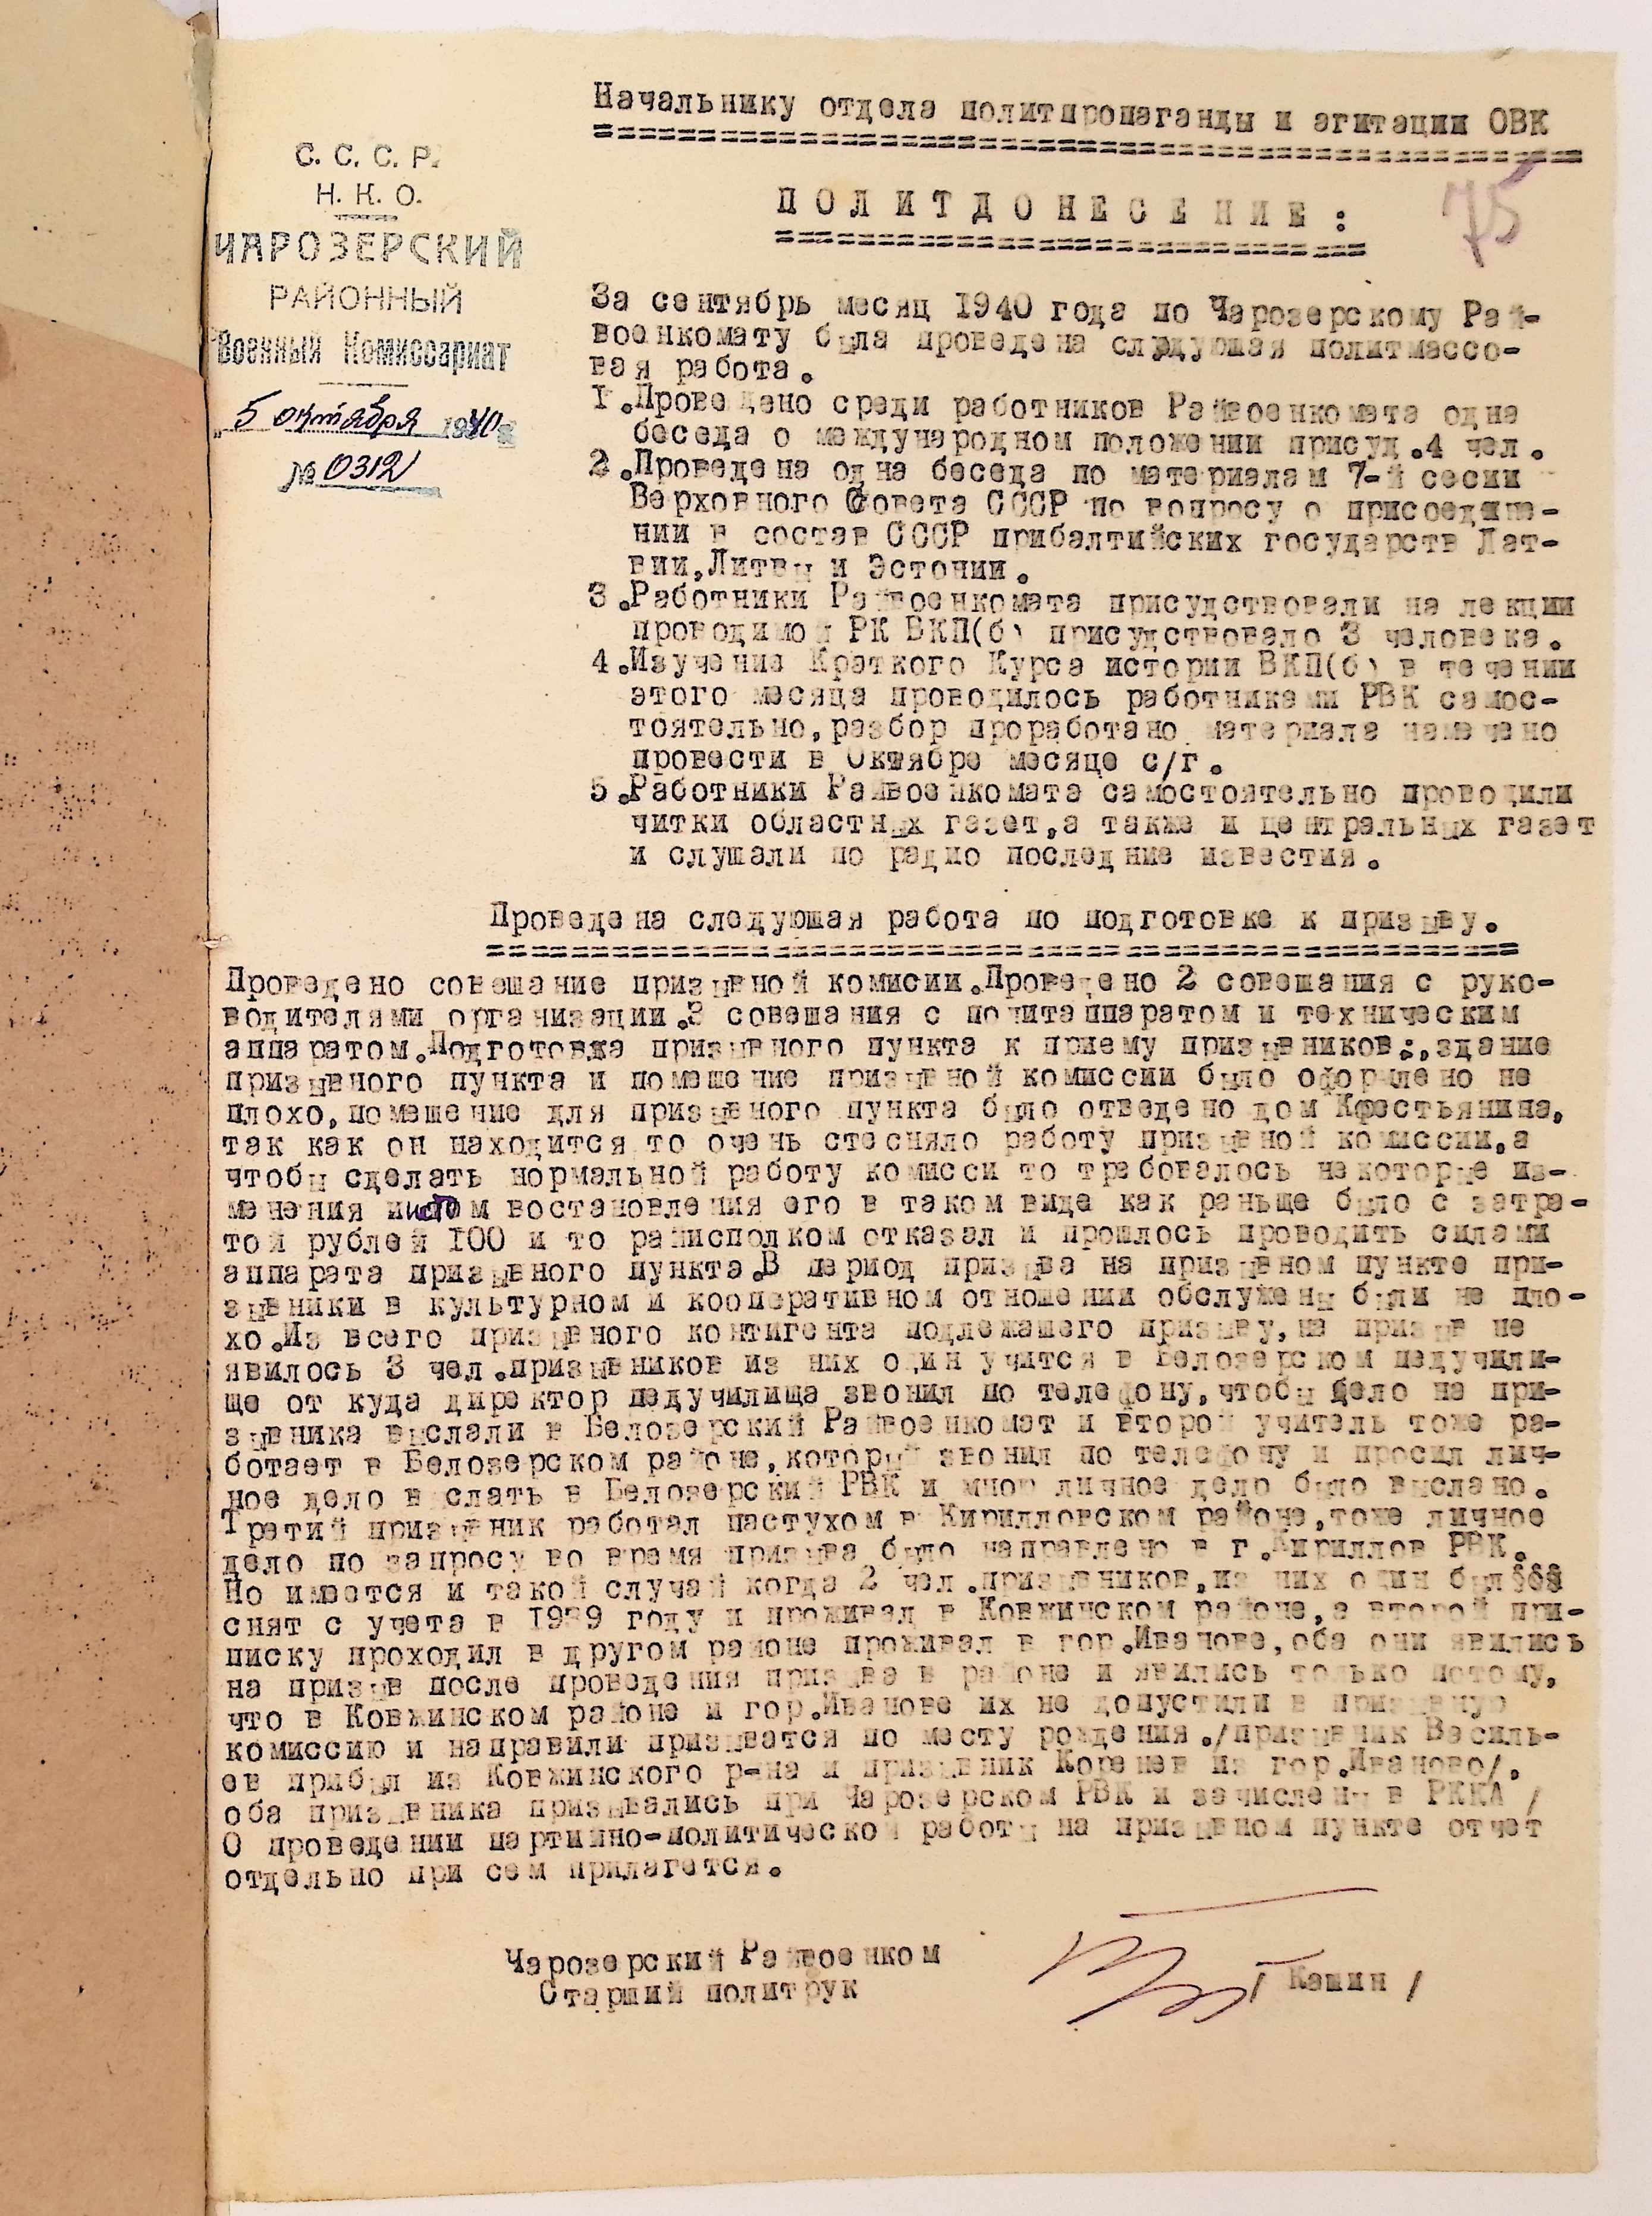 Начальнику отдела политпропаганды и агитации ОВК
ПОЛИТДОНЕСЕНИЕ:
75
С. С. С. Р.
Н. К. О.
ЧАРОЗЕРСКИЙ
РАЙОННЫЙ
Военный Комиссариат
„5 октября 1940 г.
№ 0312
За сентябрь месяц 1940 года по Чарозерскому Рай-
военкомату была проведена следующая политмассо-
вая работа.
1.Проведено среди работников Райвоенкомата одна
беседа о международном положении присуд.4 чел.
2.Проведена одна беседа по материалам 7-й сесии
Верховного Совета СССР по вопросу о присоедине-
нии в состав СССР прибалтийских государств Лат-
вии,Литвы и Эстонии.
3.Работники Райвоенкомата присудствовали на лекции
проводимой РК ВКП(б) присудствовало 3 человека.
4.Изучение Краткого Курса истории ВКП(б) в течении
этого месяца проводилось работниками РВК самос-
тоятельно,разбор проработано материала намечено
провести в Октябре месяце с/г.
5.Работники Райвоенкомата самостоятельно проводили
читки областных газет,а также и центральных газет
и слушали по радио последние известия.
Проведена следующая работа по подготовке к призыву.
Проведено совещание призывной комисии.Проведено 2 совещания с руко-
водителями организации.3 совещания с политаппаратом и техническим
аппаратом.Подготовка призывного пункта к приему призывников:,здание
призывного пункта и помещение призывной комиссии было оформлено не
плохо,помещение для призывного пункта было отведено дом Крестьянина,
так как он находится то очень стесняло работу призывной комиссии,а
чтобы сделать нормальной работу комисси то требовалось некоторые из-
менения и востановления его в таком виде как раньше было с затра-
той рублей 100 и то райисполком отказал и прошлось проводить силами
аппарата призывного пункта.В период призыва на призывном пункте при-
зывники в культурном и кооперативном отношении обслужены были не пло-
хо.Из всего призывного контигента подлежащего призыву,на призыв не
явилось 3 чел.призывников из них один учится в Белозерском педучили-
ще от куда директор педучилища звонил по телефону,чтобы дело на при-
зывника выслали в Белозерский Райвоенкомат и второй учитель тоже ра-
ботает в Белозерском районе,который звонил по телефону и просил лич-
ное дело выслать в Белозерский РВК и мною личное дело было выслано.
Третий призывник работал пастухом в Кирилловском районе,тоже личное
дело по запросу во время призыва было направлено в г.Кириллов РВК.
Но имеется и такой случай когда 2 чел.призывников,из них один был§§§
снят с учета в 1939 году и проживал в Ковжинском районе,а второй при-
писку проходил в другом районе проживал в гор.Иванове,оба они явились
на призыв после проведения призыва в районе и явились только потому,
что в Ковжинском районе и гор.Иванове их не допустили в призывную
комиссию и направили призыватся по месту рождения./призывник Василь-
ев прибыл из Ковжинского р-на и призывник Коренев из гор.Иваново/,
оба призывника призывались при Чарозерском РВК и зачислены в РККА /
О проведении партийно-политической работы на призывном пункте отчет
отдельно при сем прилагется.
Чарозерский Райвоенком
Старший политрук
/ Кашин /